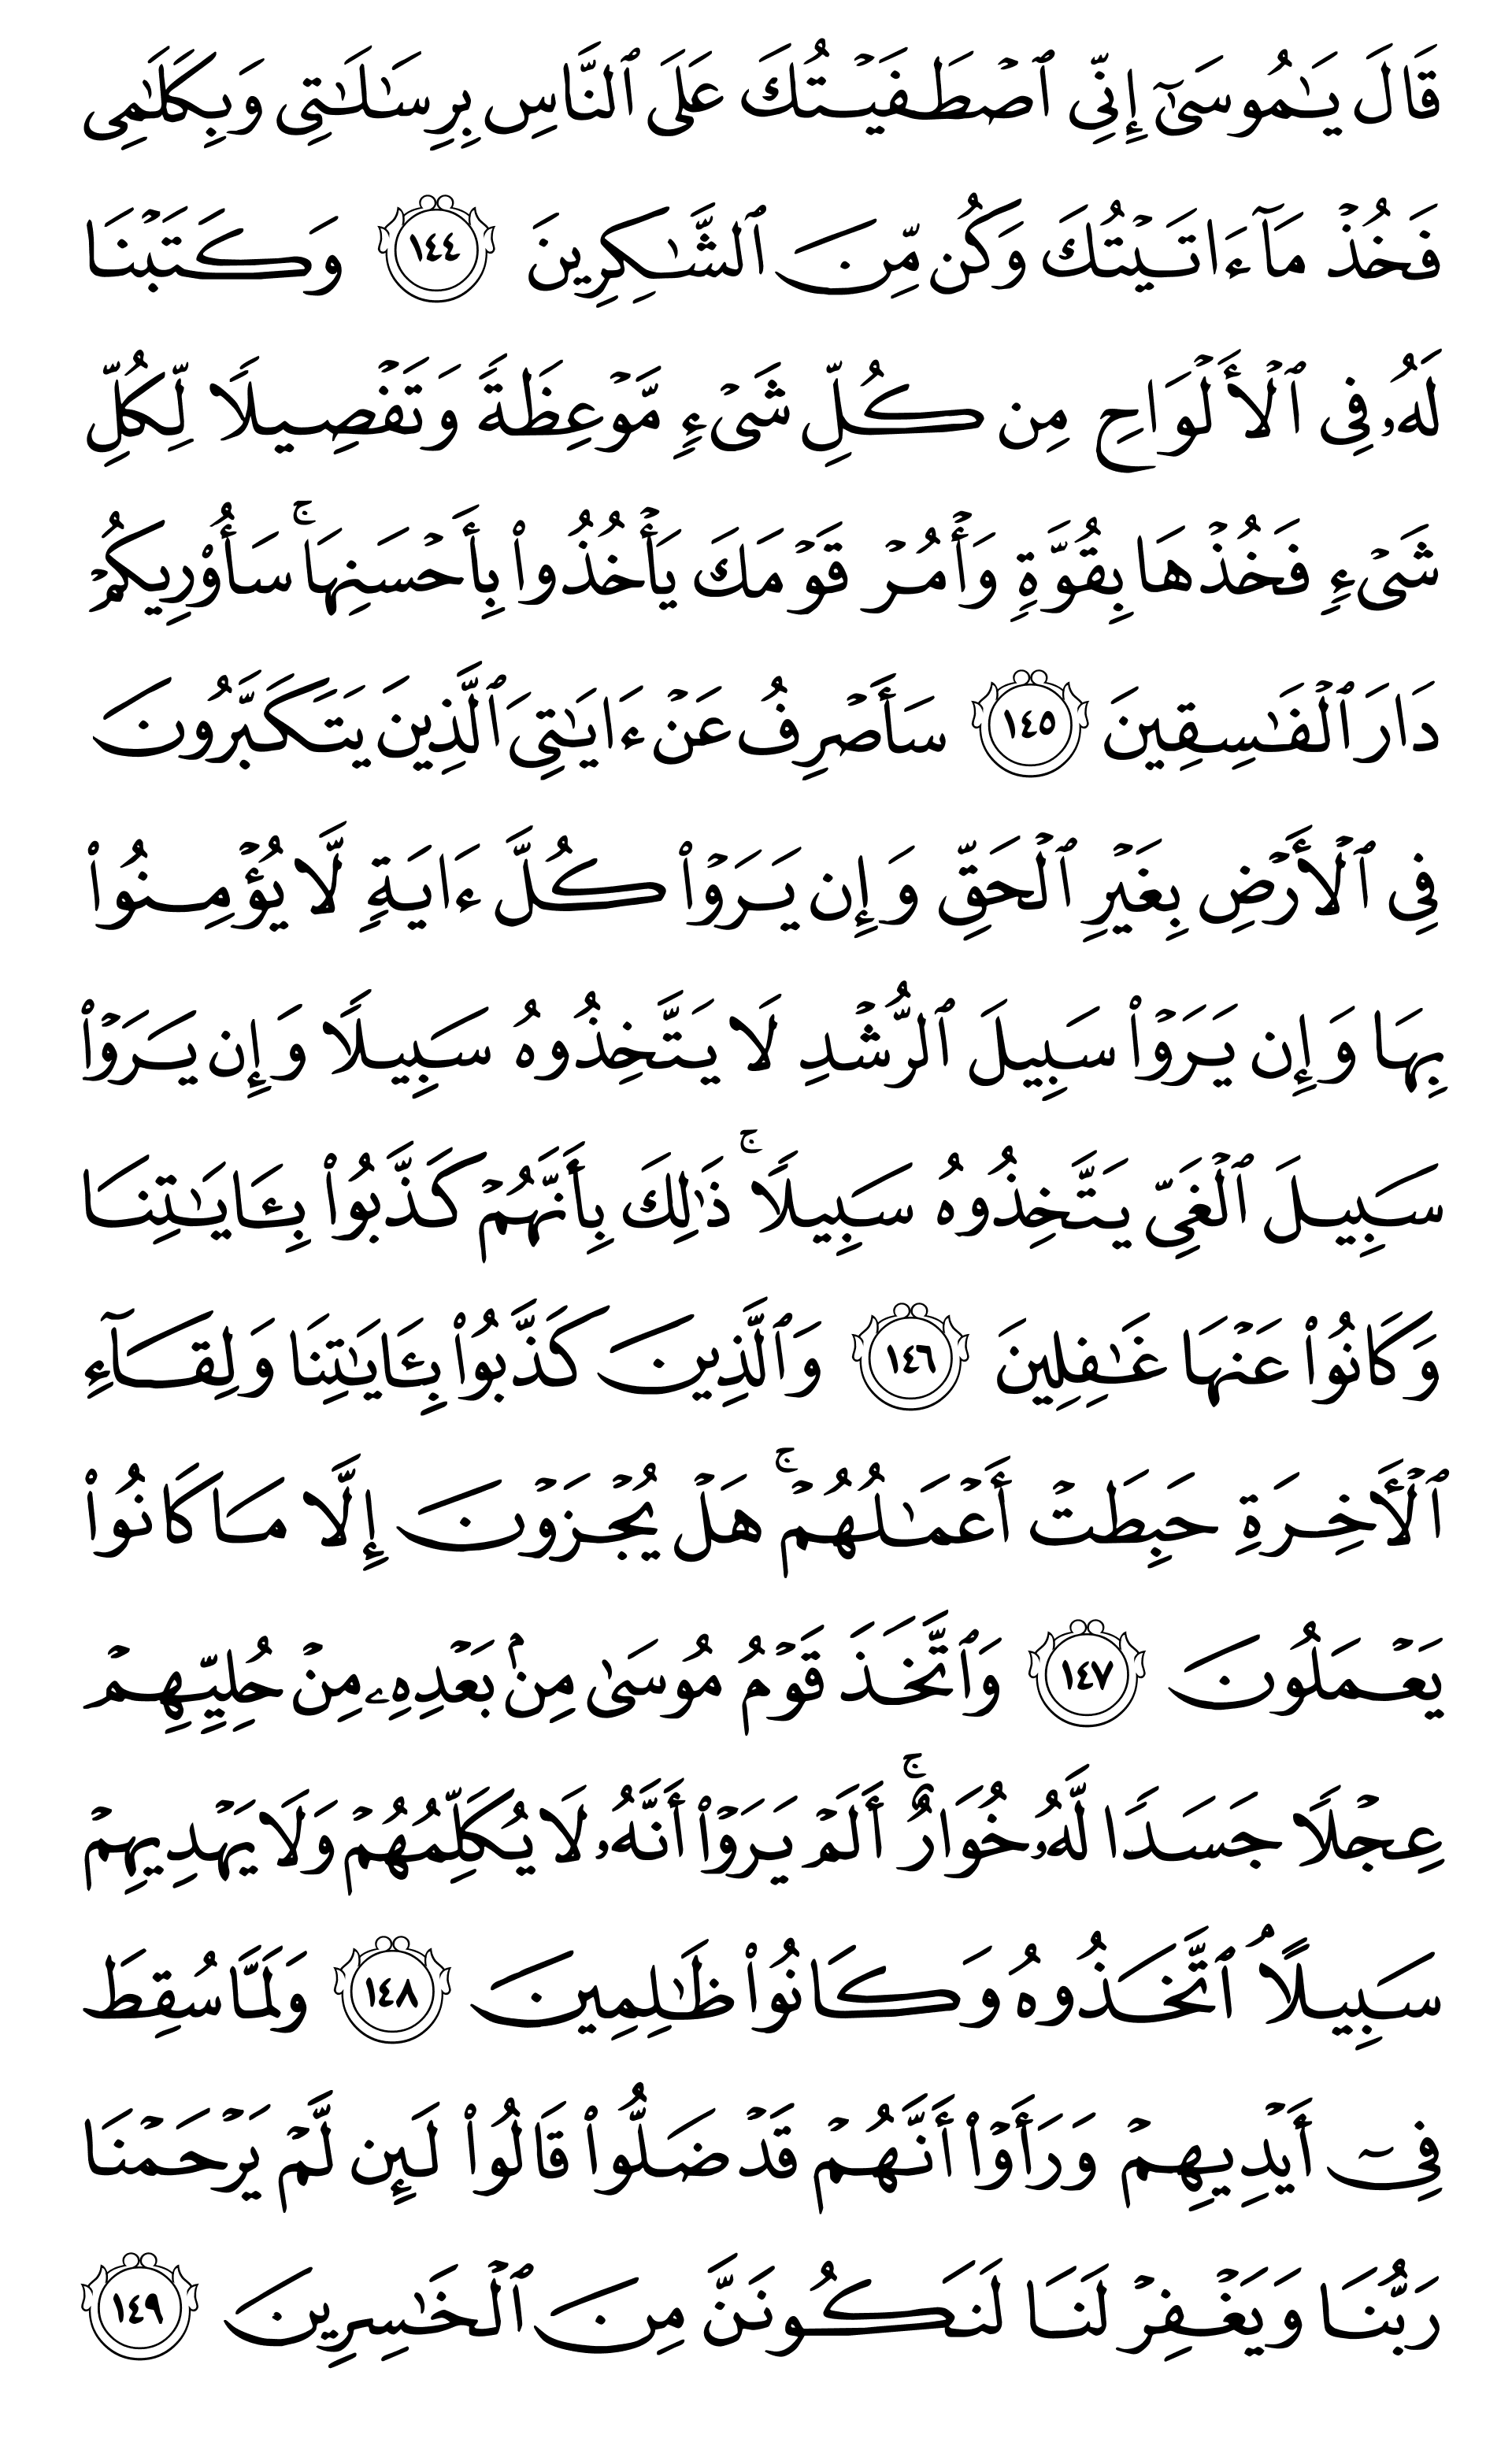 قَالَ يَـٰمُوسَىٰٓ إِنِّى ٱصْطَفَيْتُكَ عَلَى ٱلنَّاسِ بِرِسَـٰلَـٰتِى وَبِكَلَـٰمِى
فَخُذْ مَآ ءَاتَيْتُكَ وَكُن مِّنَ ٱلشَّـٰكِرِينَ ١٤٤ وَكَتَبْنَا
لَهُۥ فِى ٱلْأَلْوَاحِ مِن كُلِّ شَىْءٍ مَّوْعِظَةً وَتَفْصِيلًا لِّكُلِّ
شَىْءٍ فَخُذْهَا بِقُوَّةٍ وَأْمُرْ قَوْمَكَ يَأْخُذُوا۟ بِأَحْسَنِهَا ۚ سَأُو۟رِيكُمْ
دَارَ ٱلْفَـٰسِقِينَ ١٤٥ سَأَصْرِفُ عَنْ ءَايَـٰتِىَ ٱلَّذِينَ يَتَكَبَّرُونَ
فِى ٱلْأَرْضِ بِغَيْرِ ٱلْحَقِّ وَإِن يَرَوْا۟ كُلَّ ءَايَةٍ لَّا يُؤْمِنُوا۟
بِهَا وَإِن يَرَوْا۟ سَبِيلَ ٱلرُّشْدِ لَا يَتَّخِذُوهُ سَبِيلًا وَإِن يَرَوْا۟
سَبِيلَ ٱلْغَىِّ يَتَّخِذُوهُ سَبِيلًا ۚ ذَٰلِكَ بِأَنَّهُمْ كَذَّبُوا۟ بِـَٔايَـٰتِنَا
وَكَانُوا۟ عَنْهَا غَـٰفِلِينَ ١٤٦ وَٱلَّذِينَ كَذَّبُوا۟ بِـَٔايَـٰتِنَا وَلِقَآءِ
ٱلْـَٔاخِرَةِ حَبِطَتْ أَعْمَـٰلُهُمْ ۚ هَلْ يُجْزَوْنَ إِلَّا مَا كَانُوا۟
يَعْمَلُونَ ١٤٧ وَٱتَّخَذَ قَوْمُ مُوسَىٰ مِنۢ بَعْدِهِۦ مِنْ حُلِيِّهِمْ
عِجْلًا جَسَدًا لَّهُۥ خُوَارٌ ۚ أَلَمْ يَرَوْا۟ أَنَّهُۥ لَا يُكَلِّمُهُمْ وَلَا يَهْدِيهِمْ
سَبِيلًا ۘ ٱتَّخَذُوهُ وَكَانُوا۟ ظَـٰلِمِينَ ١٤٨ وَلَمَّا سُقِطَ
فِىٓ أَيْدِيهِمْ وَرَأَوْا۟ أَنَّهُمْ قَدْ ضَلُّوا۟ قَالُوا۟ لَئِن لَّمْ يَرْحَمْنَا
رَبُّنَا وَيَغْفِرْ لَنَا لَنَكُونَنَّ مِنَ ٱلْخَـٰسِرِينَ ١٤٩